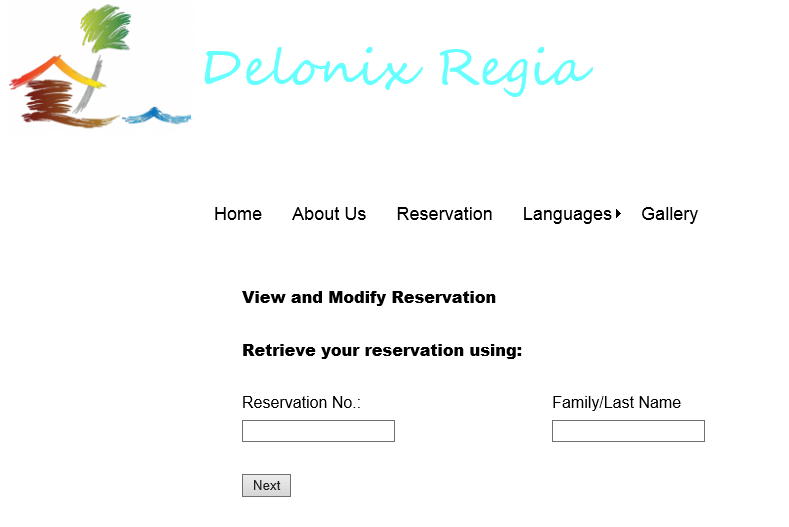 Delonix Regia
Home About Us Reservation Languages Gallery
View and Modify Reservation
Retrieve your reservation using:
Reservation No.: Family/Last Name
Next